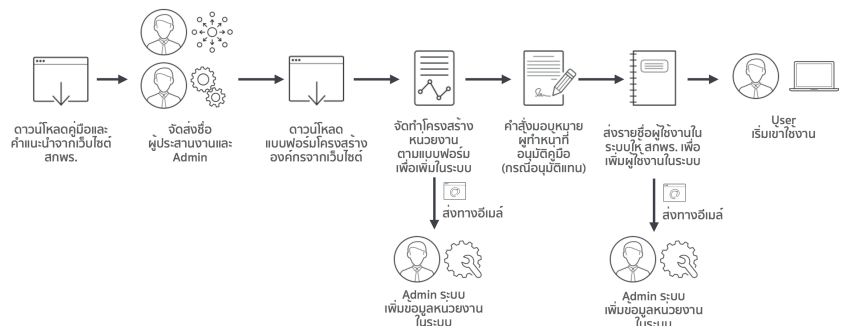 ดาวน์โหลดคู่มือและ
คำแนะนำจากเว็บไซต์
สกพร.
จัดส่งชื่อ
ผู้ประสานงานและ
Admin
ดาวน์โหลด
แบบฟอร์มโครงสร้าง
องค์กรจากเว็บไซต์
จัดทำโครงสร้าง
หน่วยงาน
ตามแบบฟอร์ม
เพื่อเพิ่มในระบบ
คำสั่งมอบหมาย
ผู้ทำหน้าที่
อนุมัติคู่มือ
(กรณีอนุมัติแทน)
ส่งรายชื่อผู้ใช้งานใน
ระบบให้ สกพร. เพื่อ
เพิ่มผู้ใช้งานในระบบ
User
เริ่มเข้าใช้งาน
@
ส่งทางอีเมล์
@
ส่งทางอีเมล์
Admin ระบบ
เพิ่มข้อมูลหน่วยงาน
ในระบบ
Admin ระบบ
เพิ่มข้อมูลหน่วยงาน
ในระบบ